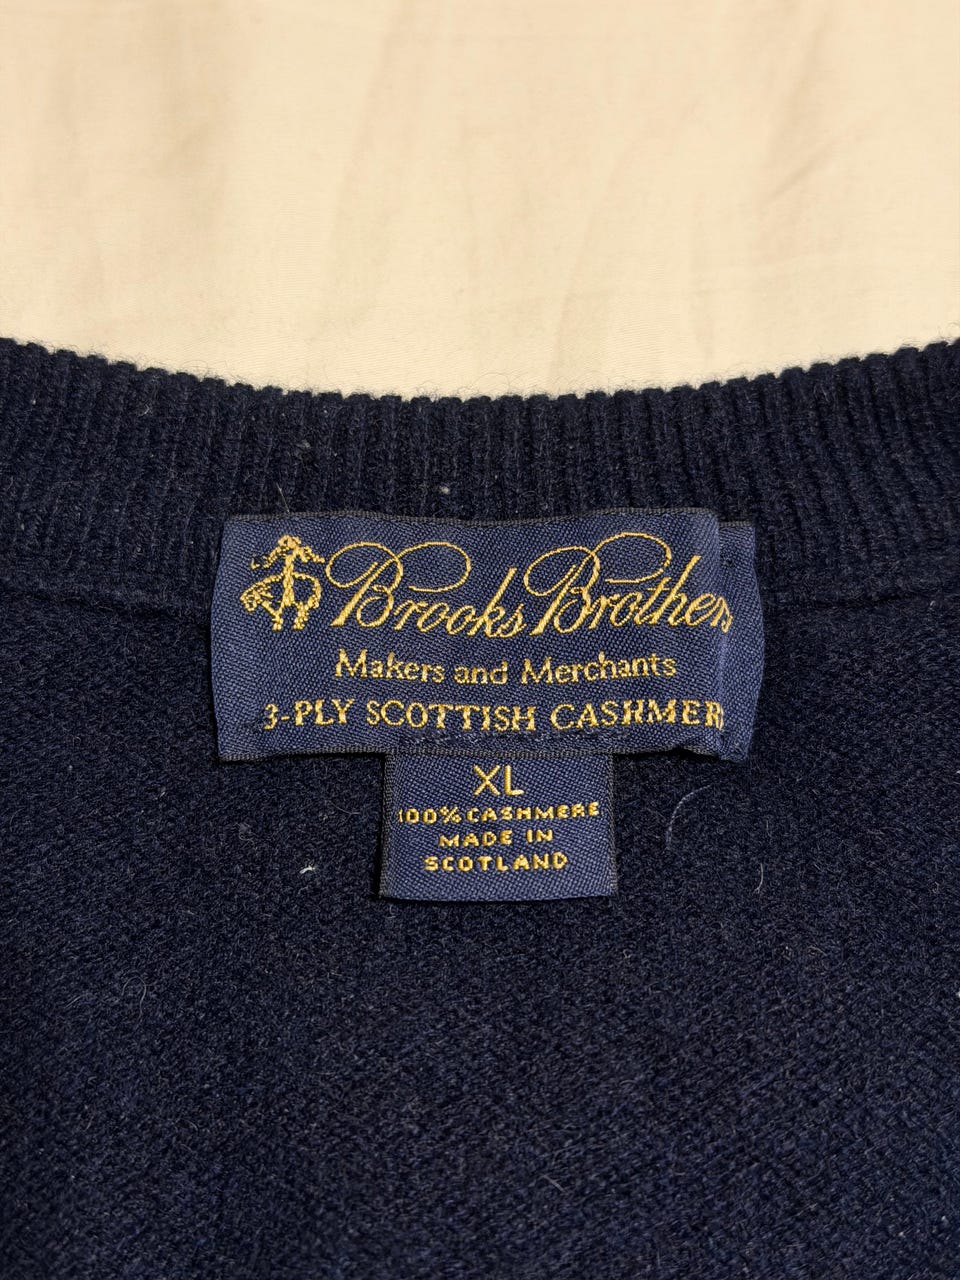 Brooks Brothers
Makers and Merchants
3-PLY SCOTTISH CASHMERE
XL
100% CASHMERE
MADE IN
SCOTLAND